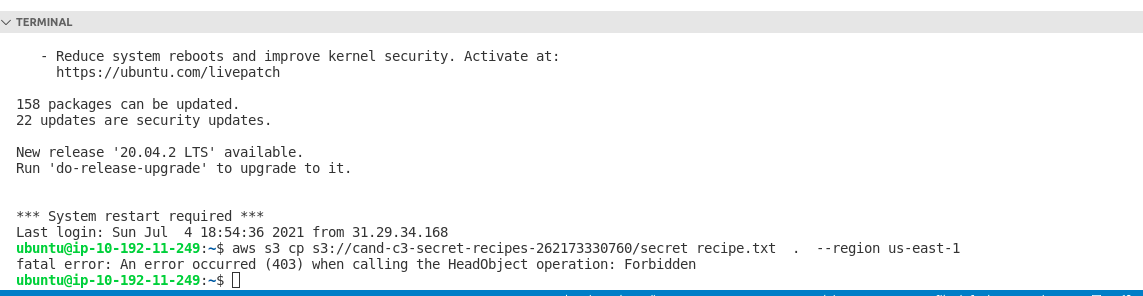 TERMINAL
- Reduce system reboots and improve kernel security. Activate at:
https://ubuntu.com/livepatch
158 packages can be updated.
22 updates are security updates.
New release '20.04.2 LTS' available.
Run 'do-release-upgrade' to upgrade to it.
*** System restart required ***
Last login: Sun Jul  4 18:54:36 2021 from 31.29.34.168
ubuntu@ip-10-192-11-249:~$ aws s3 cp s3://cand-c3-secret-recipes-262173330760/secret recipe.txt  .  --region us-east-1
fatal error: An error occurred (403) when calling the HeadObject operation: Forbidden
ubuntu@ip-10-192-11-249:~$